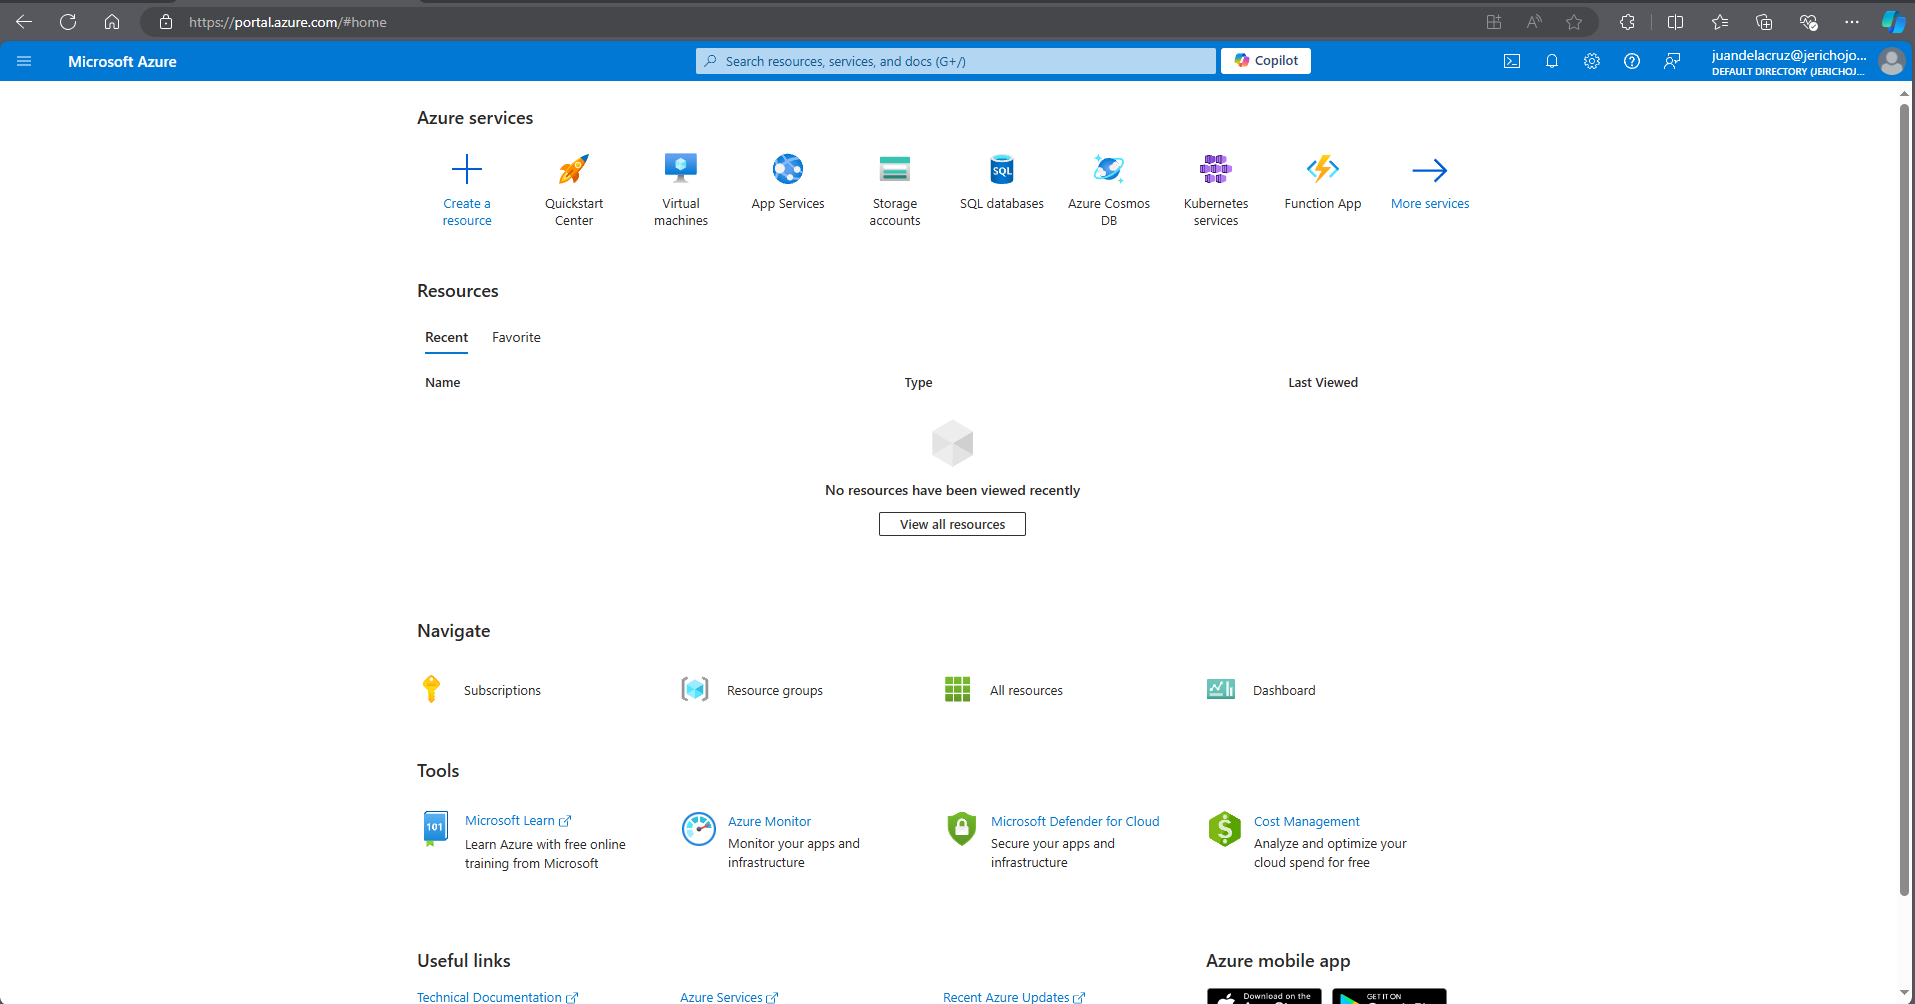 https://portal.azure.com/#home
Microsoft Azure
Search resources, services, and docs (G+/)
Copilot
juandelacruz@jerichojo...
DEFAULT DIRECTORY (JERICHOJ...
Azure services
Create a
resource
Quickstart
Center
Virtual
machines
App Services
Storage
accounts
SQL
SQL databases
Azure Cosmos
DB
Kubernetes
services
Function App
More services
Resources
Recent
Favorite
Name
Type
Last Viewed
No resources have been viewed recently
View all resources
Navigate
Subscriptions
Resource groups
All resources
Dashboard
Tools
101
Microsoft Learn
Learn Azure with free online
training from Microsoft
Azure Monitor
Monitor your apps and
infrastructure
Microsoft Defender for Cloud
Secure your apps and
infrastructure
Cost Management
Analyze and optimize your
cloud spend for free
Useful links
Technical Documentation
Azure Services
Recent Azure Updates
Azure mobile app
Download on the
GET IT ON